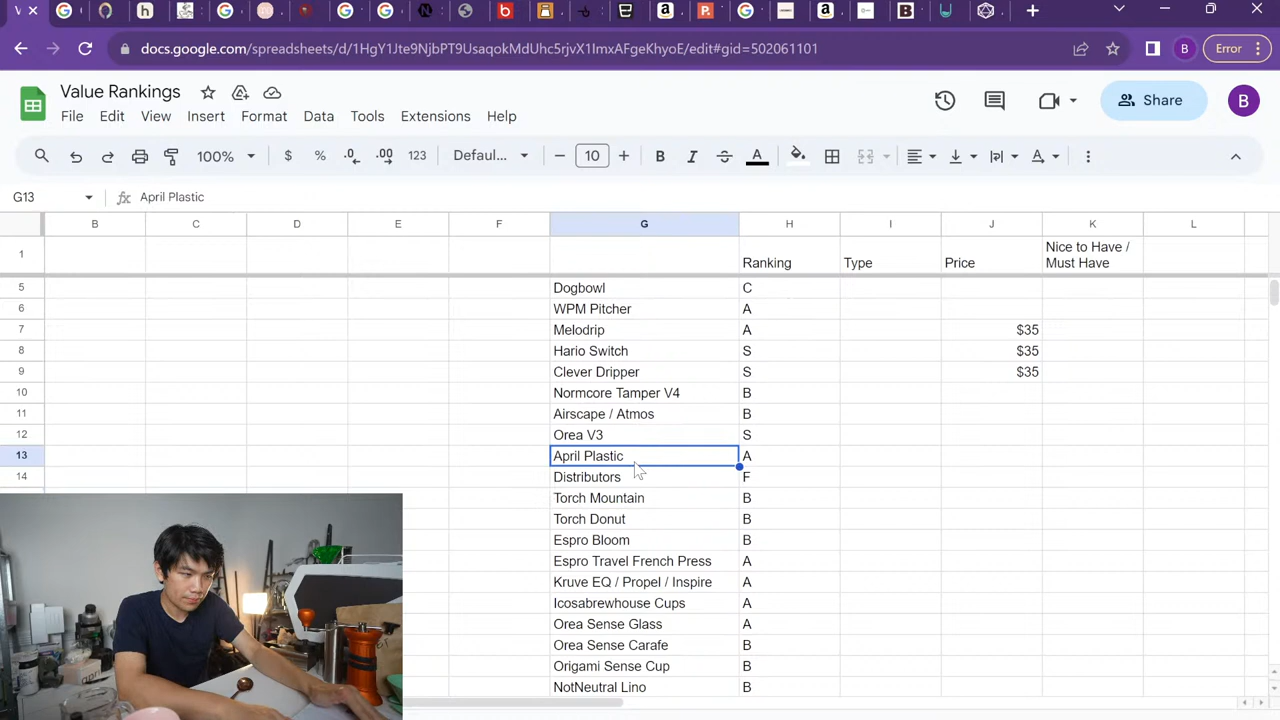 docs.google.com/spreadsheets/d/1HgY1Jte9NjbPT9UsaqokMdUhc5rjvX1ImxAFgeKhyoE/edit#gid=502061101
B
Error
Value Rankings
File Edit View Insert Format Data Tools Extensions Help
Share
B
100%
$ % .0 .00 123 Defaul... 10 B I A
G13 fx April Plastic
B C D E F G H I J K L
1 Ranking Type Price Nice to Have /
Must Have
5 Dogbowl C
6 WPM Pitcher A
7 Melodrip A $35
8 Hario Switch S $35
9 Clever Dripper S $35
10 Normcore Tamper V4 B
11 Airscape / Atmos B
12 Orea V3 S
13 April Plastic A
14 Distributors F
Torch Mountain B
Torch Donut B
Espro Bloom B
Espro Travel French Press A
Kruve EQ / Propel / Inspire A
Icosabrewhouse Cups A
Orea Sense Glass A
Orea Sense Carafe B
Origami Sense Cup B
NotNeutral Lino B